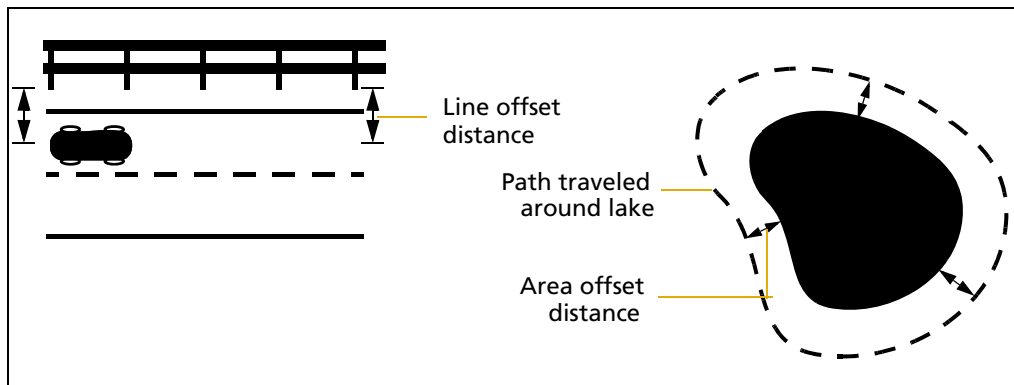 Line offset
distance
Path traveled
around lake
Area offset
distance